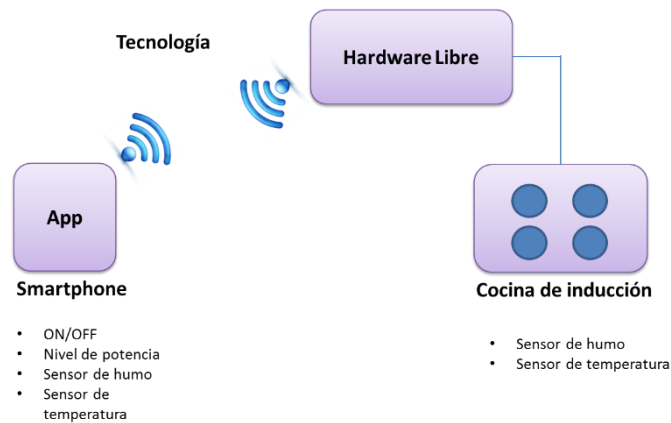 Tecnología
Hardware Libre
App
Smartphone
• ON/OFF
• Nivel de potencia
• Sensor de humo
• Sensor de
temperatura
Cocina de inducción
• Sensor de humo
• Sensor de temperatura